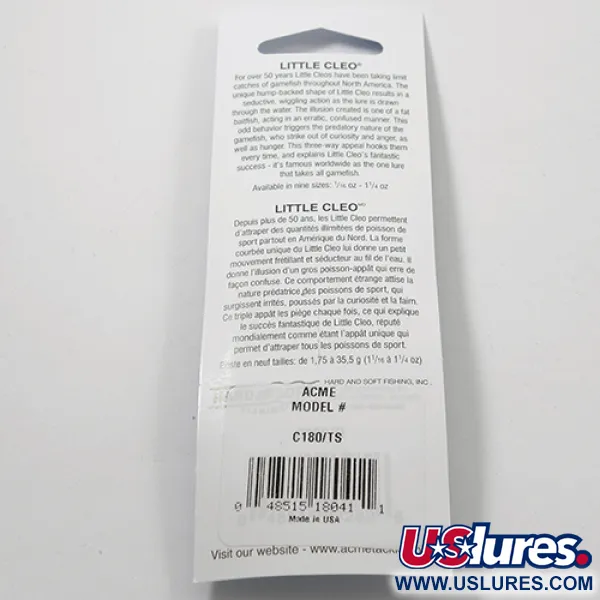 LITTLE CLEO®
For over 50 years Little Cleos have been taking limit
catches of gamefish throughout North America. The
unique hump-backed shape of Little Cleo results in a
seductive, wiggling action as the lure is drawn
through the water. The illusion created is one of a fat
baitfish, acting in an erratic, confused manner. This
odd behavior triggers the predatory nature of the
gamefish, who strike out of curiosity and anger, as
well as hunger. This three-way appeal hooks them
every time, and explains Little Cleo's fantastic
success - it's famous worldwide as the one lure
that takes all gamefish.
Available in nine sizes: 1/16 oz - 1 1/4 oz
LITTLE CLEO MD
Depuis plus de 50 ans, les Little Cleo permettent
d'attraper des quantités illimitées de poisson de
sport partout en Amérique du Nord. La forme
courbée unique du Little Cleo lui donne un petit
mouvement frétillant et séducteur au fil de l'eau. il
donne l'illusion d'un gros poisson-appât qui erre de
façon confuse. Ce comportement étrange attise la
nature prédatrice des poissons de sport, qui
surgissent irrités, poussés par la curiosité et la faim.
Ce triple appât les piège chaque fois, ce qui explique
le succès fantastique de Little Cleo, réputé
mondialement comme étant l'appât unique qui
permet d'attraper tous les poissons de sport.
Existe en neuf tailles: de 1,75 à 35,5 g (1 1/16 à 1 1/4 oz)
HARD AND SOFT FISHING, INC.
ACME
MODEL #
C180/TS
0 48515 18041 1
Made in USA
Visit our website - www.acmetack
USlures.
WWW.USLURES.COM